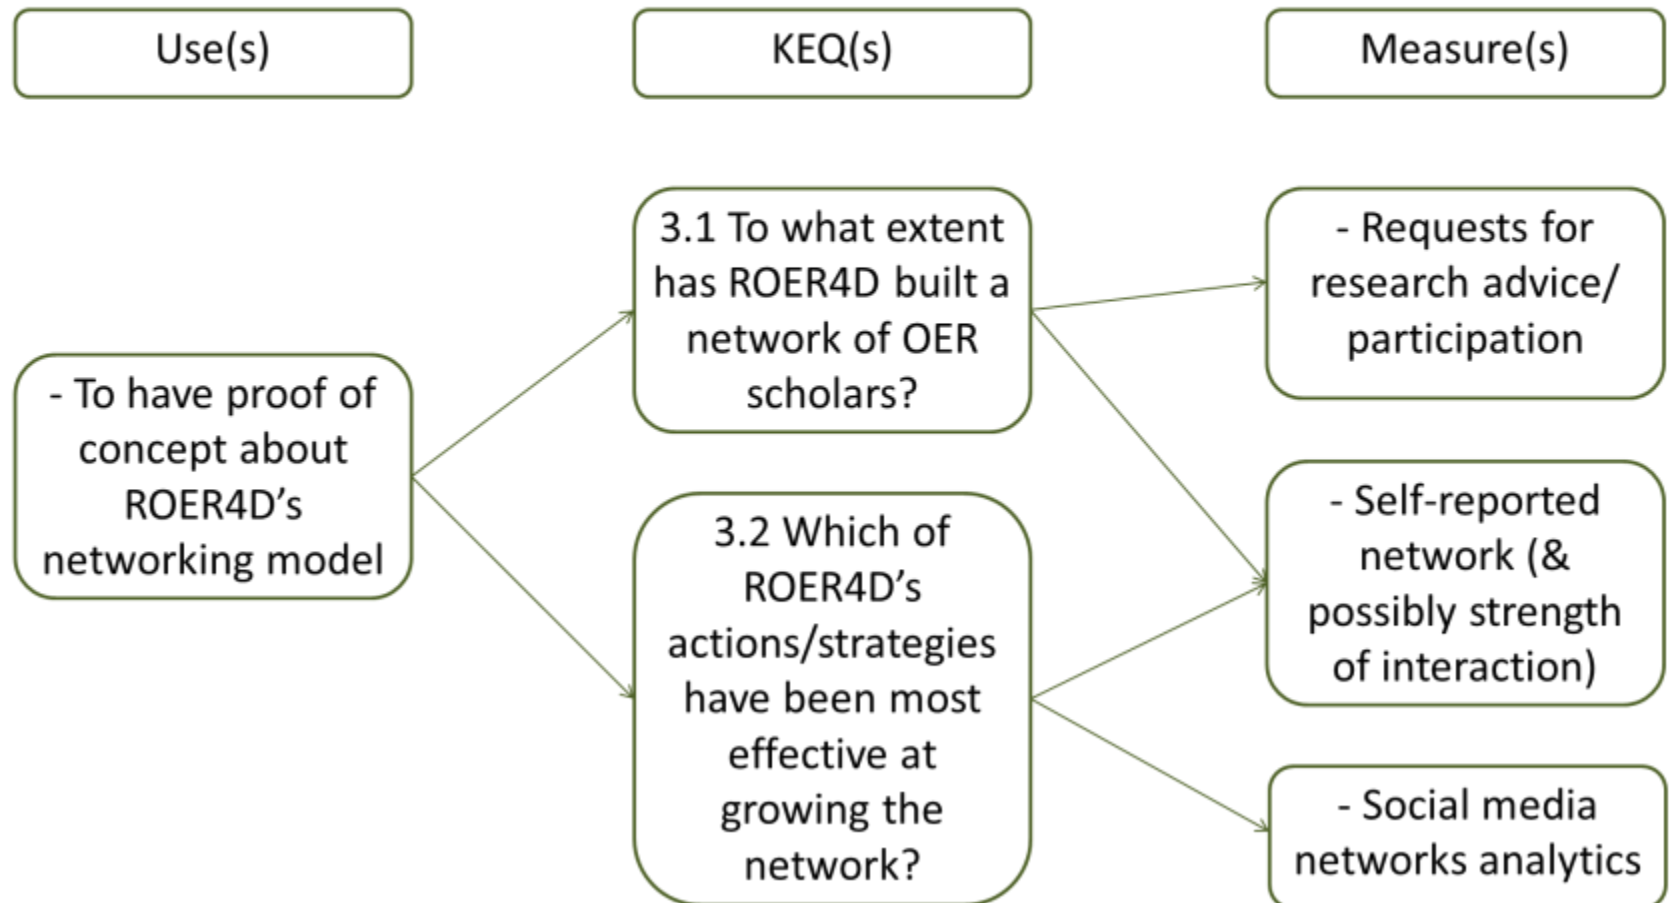 Use(s)
KEQ(s)
Measure(s)
- To have proof of
concept about
ROER4D’s
networking model
3.1 To what extent
has ROER4D built a
network of OER
scholars?
3.2 Which of
ROER4D’s
actions/strategies
have been most
effective at
growing the
network?
- Requests for
research advice/
participation
- Self-reported
network (&
possibly strength
of interaction)
- Social media
networks analytics